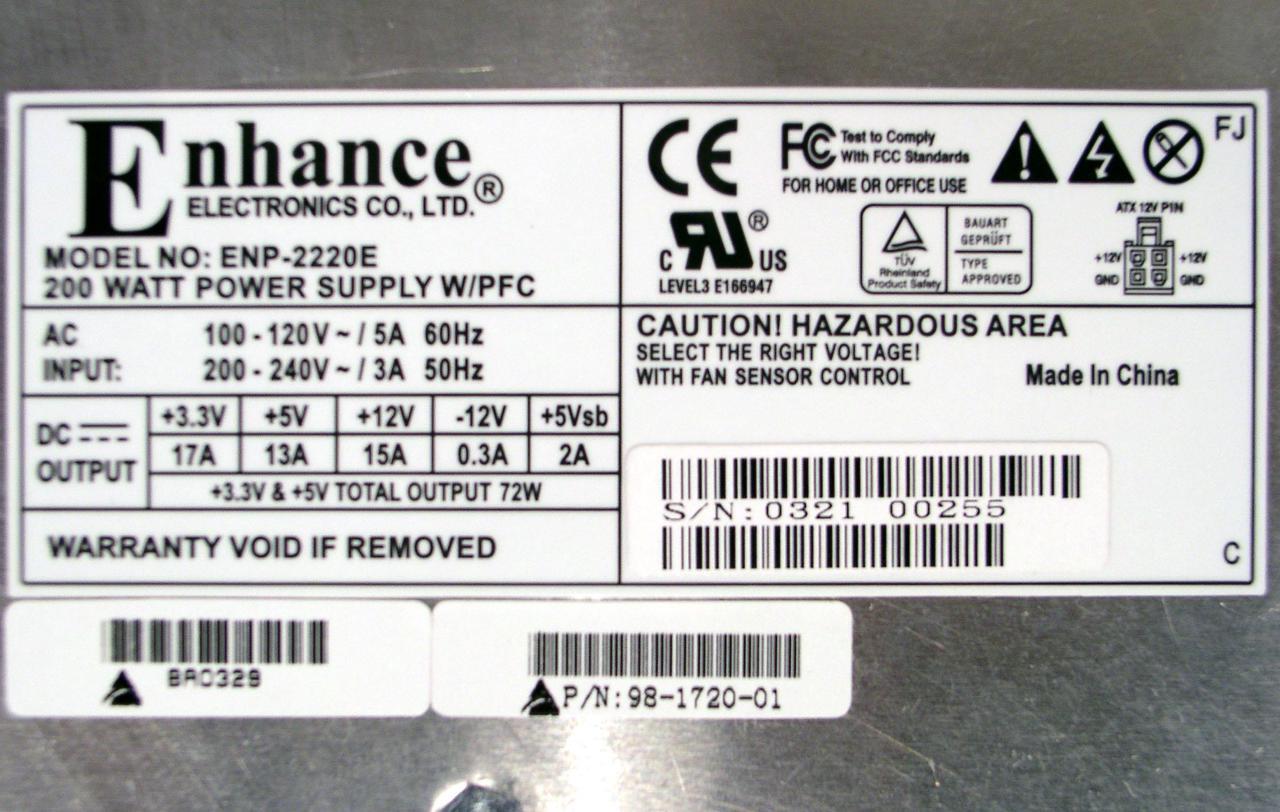 Enhance®
ELECTRONICS CO., LTD.
MODEL NO: ENP-2220E
200 WATT POWER SUPPLY W/PFC
AC 100 - 120V ~ / 5A 60Hz
INPUT: 200 - 240V ~ / 3A 50Hz
DC OUTPUT
+3.3V +5V +12V -12V +5Vsb
17A 13A 15A 0.3A 2A
+3.3V & +5V TOTAL OUTPUT 72W
WARRANTY VOID IF REMOVED
CE
FC Test to Comply
With FCC Standards
FOR HOME OR OFFICE USE
FJ
C RU® US
LEVEL3 E166947
TÜV
Rheinland
Product Safety
BAUART
GEPRÜFT
TYPE
APPROVED
ATX 12V PIN
+12V +12V
GND GND
CAUTION! HAZARDOUS AREA
SELECT THE RIGHT VOLTAGE!
WITH FAN SENSOR CONTROL
Made In China
S/N:0321 00255
C
BA0329
P/N:98-1720-01